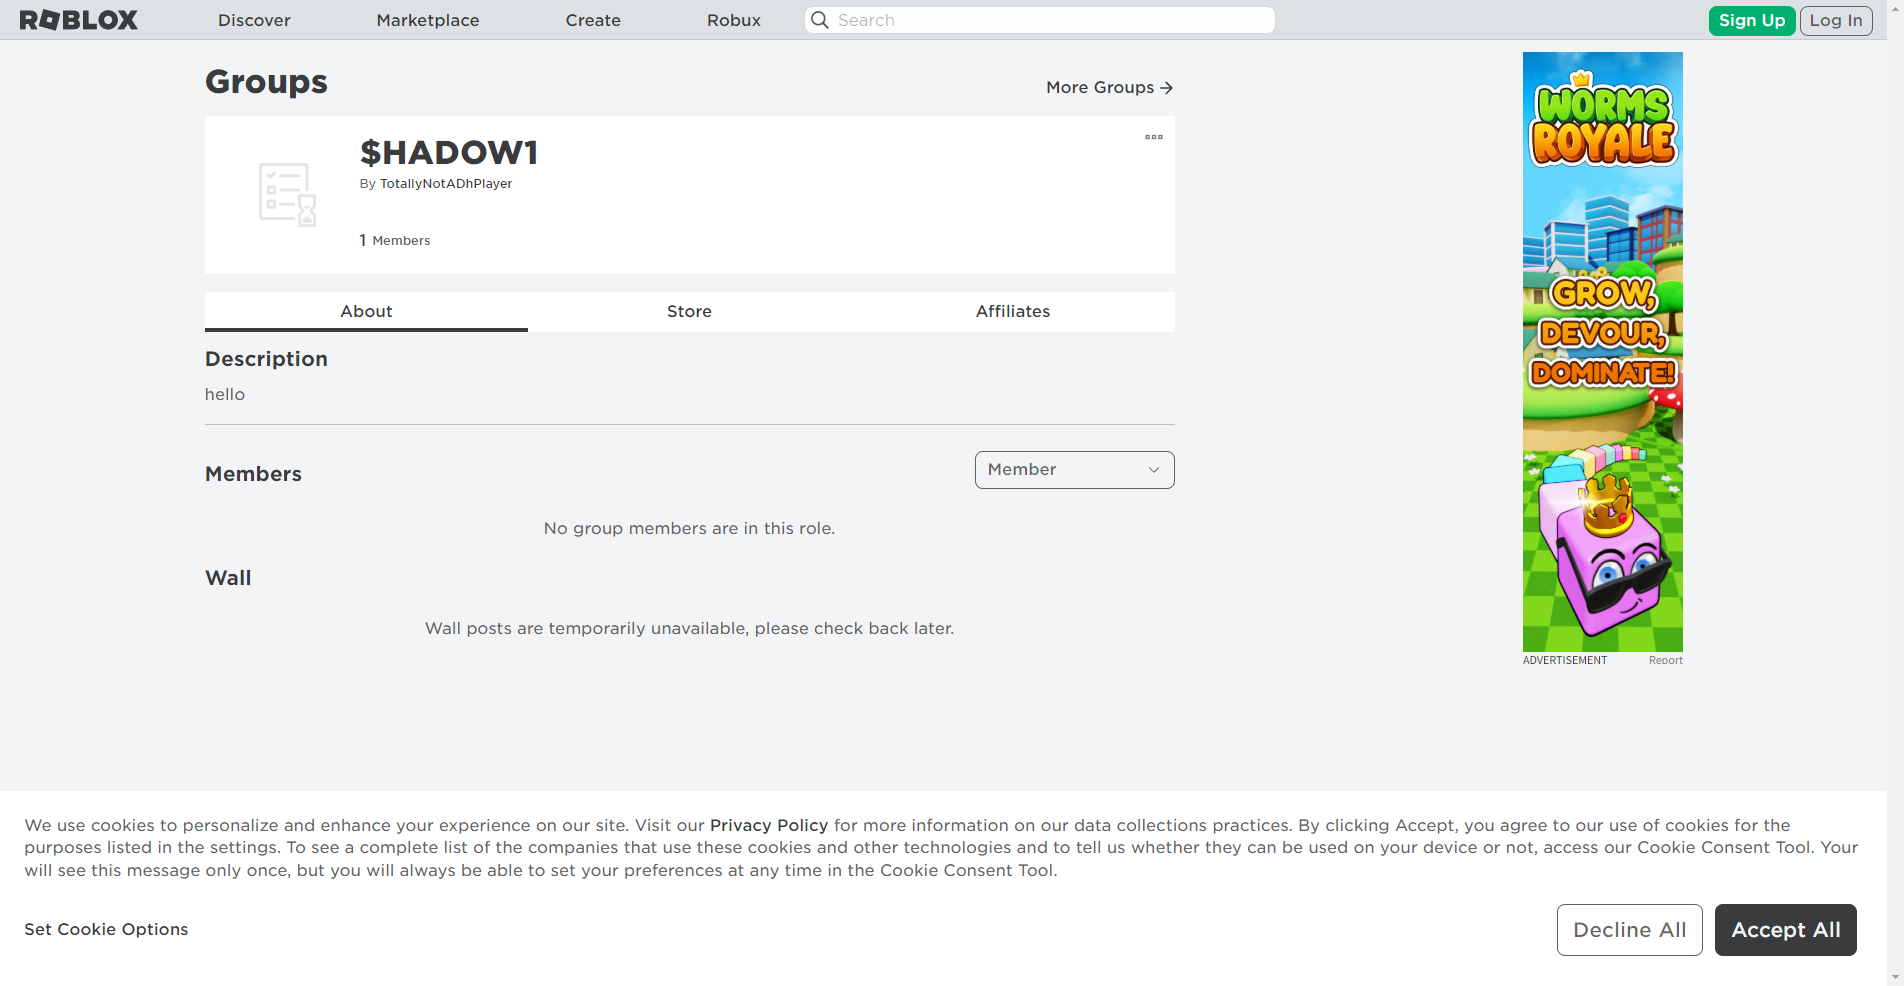 ROBLOX
Discover
Marketplace
Create
Robux
Search
Sign Up
Log In
Groups
More Groups →
$HADOW1
By TotallyNotADhPlayer
1 Members
About
Store
Affiliates
Description
hello
Members
Member
No group members are in this role.
Wall
Wall posts are temporarily unavailable, please check back later.
WORMS
ROYALE
GROW,
DEVOUR,
DOMINATE!
ADVERTISEMENT
Report
We use cookies to personalize and enhance your experience on our site. Visit our Privacy Policy for more information on our data collections practices. By clicking Accept, you agree to our use of cookies for the
purposes listed in the settings. To see a complete list of the companies that use these cookies and other technologies and to tell us whether they can be used on your device or not, access our Cookie Consent Tool. Your
will see this message only once, but you will always be able to set your preferences at any time in the Cookie Consent Tool.
Set Cookie Options
Decline All
Accept All